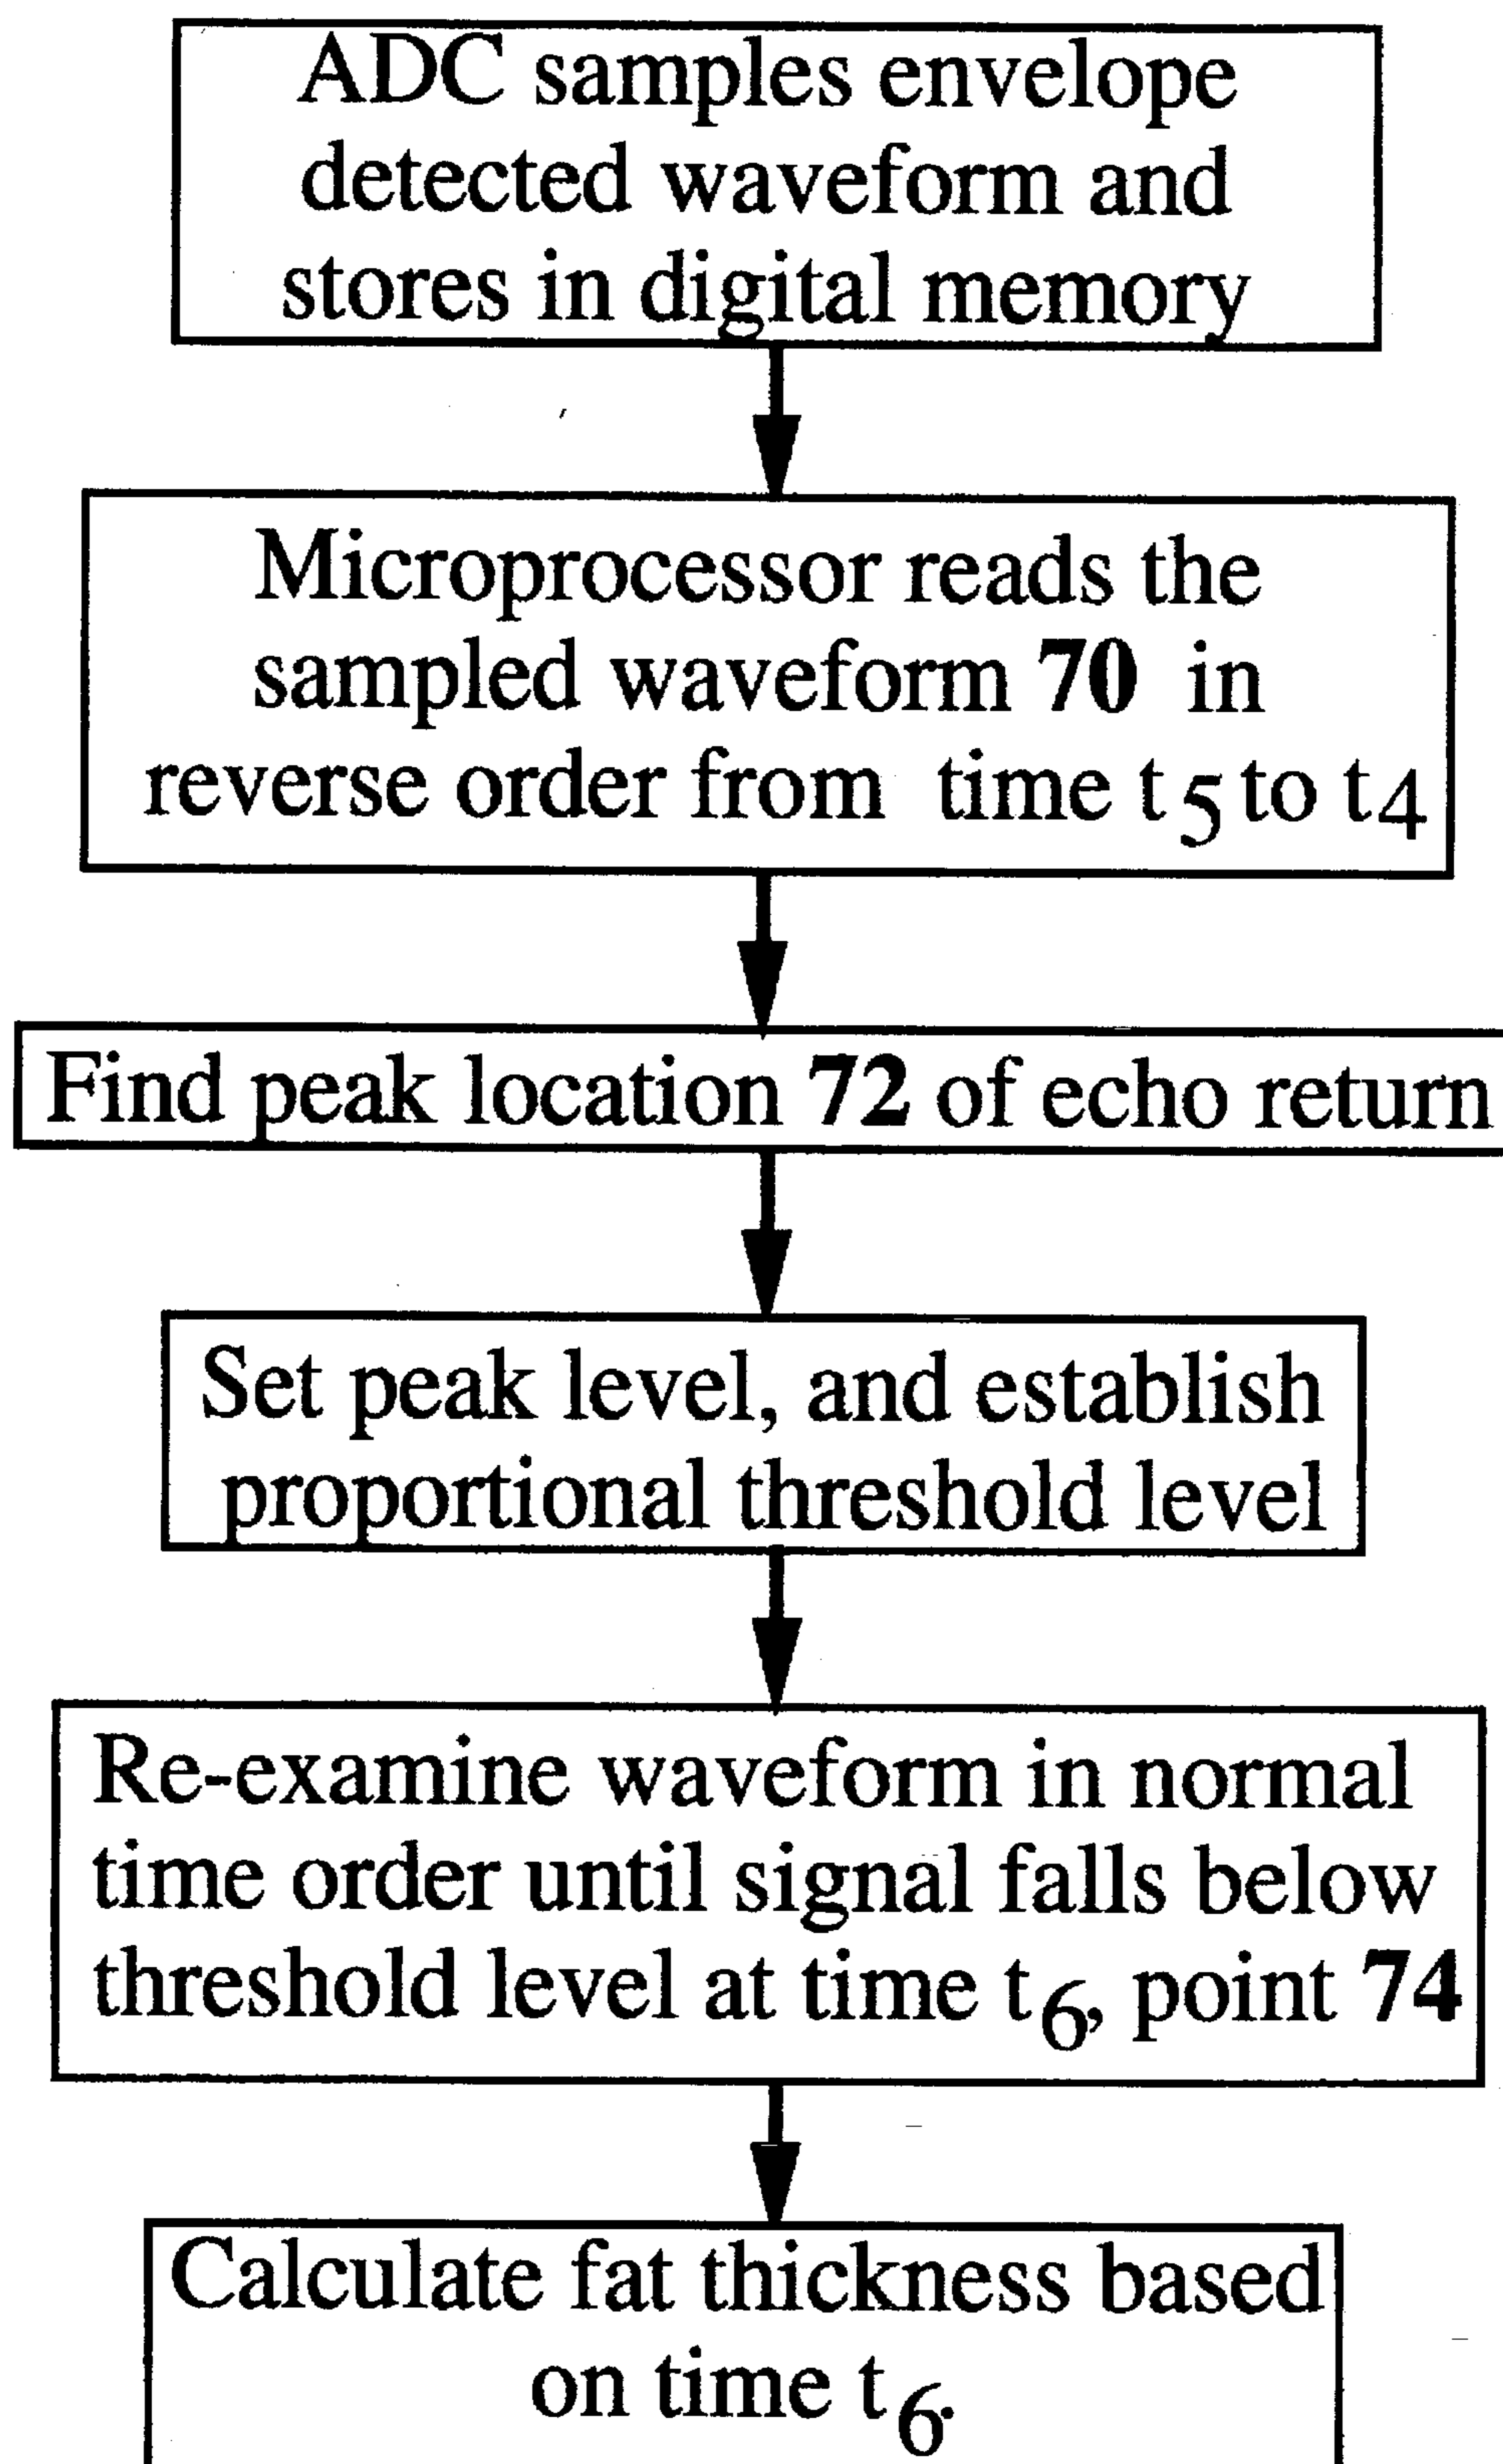 ADC samples envelope
detected waveform and
stores in digital memory
Microprocessor reads the
sampled waveform 70 in
reverse order from time t5 to t4
Find peak location 72 of echo return
Set peak level, and establish
proportional threshold level
Re-examine waveform in normal
time order until signal falls below
threshold level at time t6, point 74
Calculate fat thickness based
on time t6.